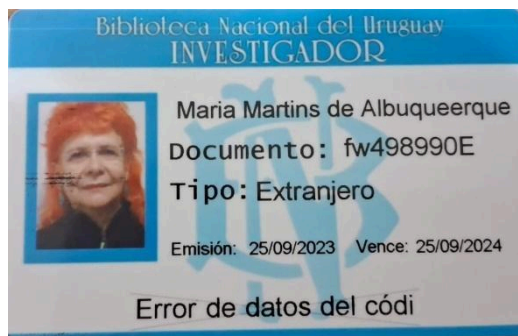 Biblioteca Nacional del Uruguay
INVESTIGADOR
Maria Martins de Albuqueerque
Documento: fw498990E
Tipo: Extranjero
Emisión: 25/09/2023 Vence: 25/09/2024
Error de datos del códi